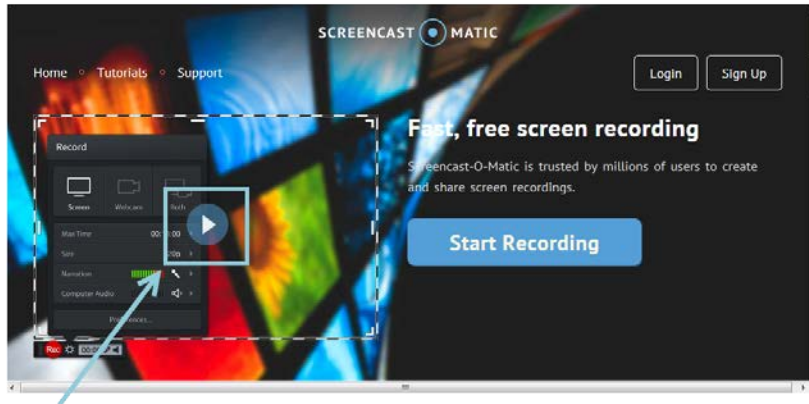 SCREENCAST MATIC
Home Tutorials Support
Login Sign Up
Fast, free screen recording
Screencast-O-Matic is trusted by millions of users to create
and share screen recordings.
Start Recording
Record
Screen Webcam Both
Max Time
Size
Narration
Computer Audio
Preferences...
Rec